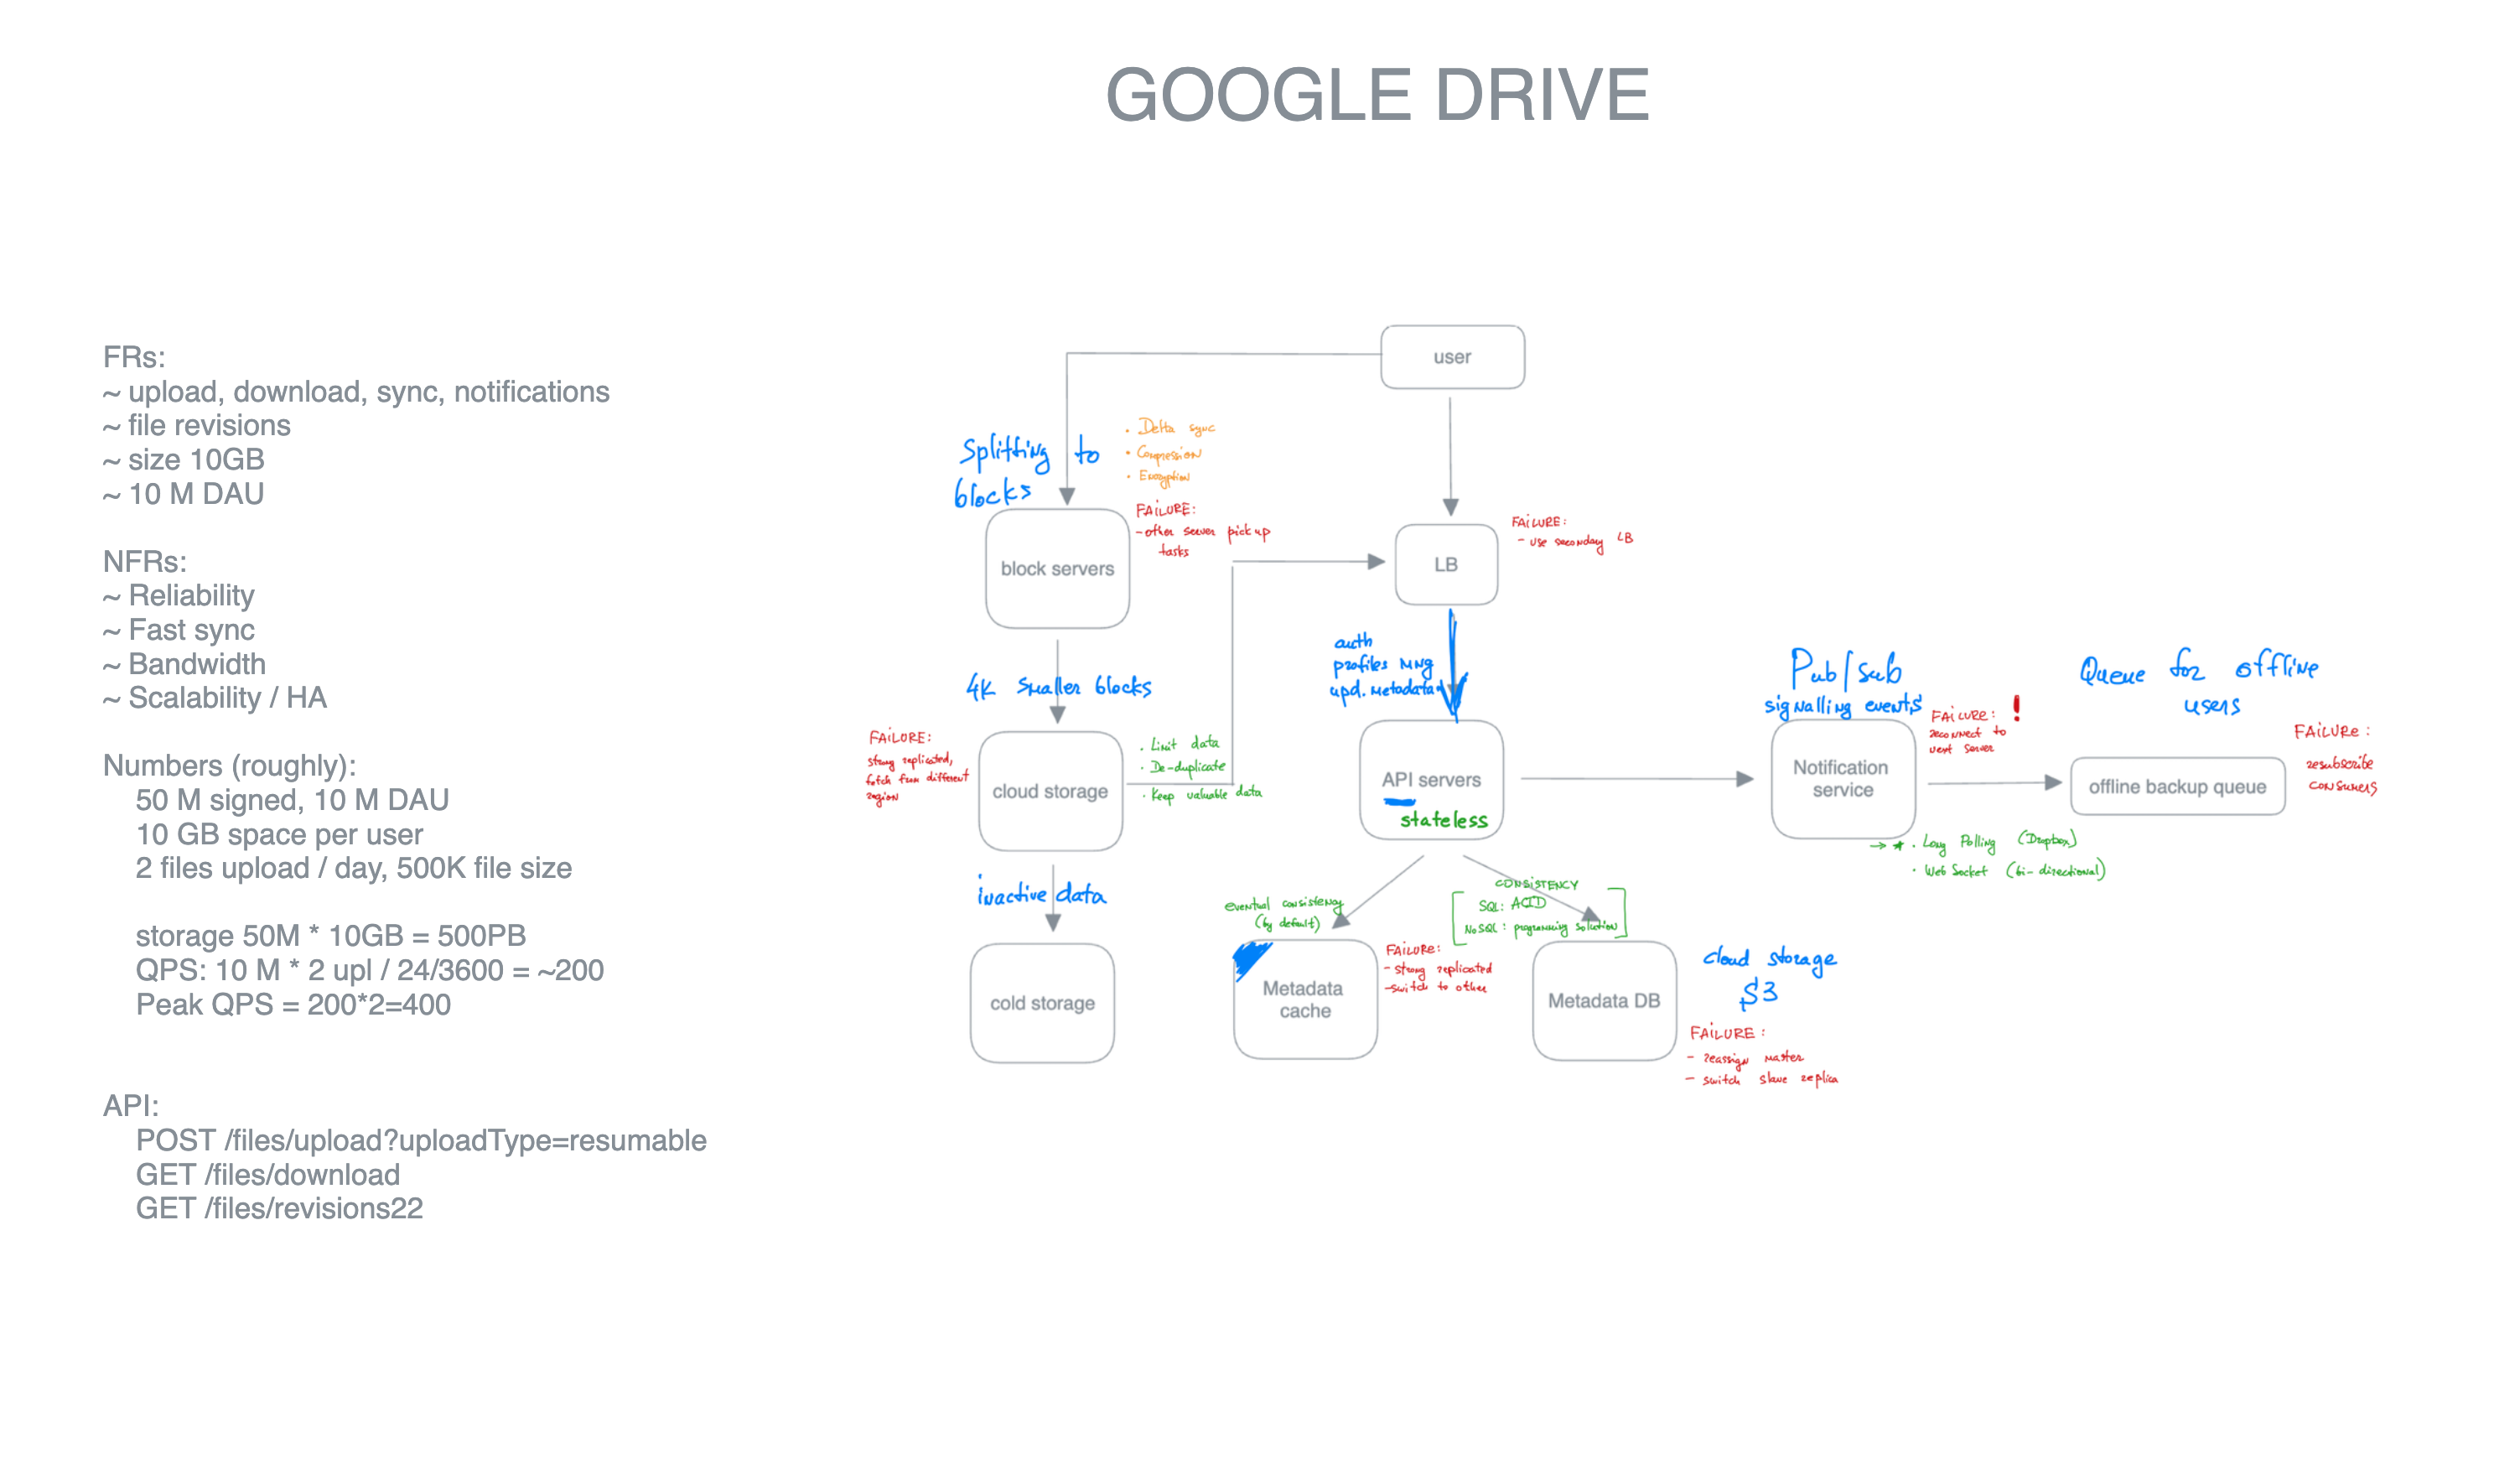 GOOGLE DRIVE
FRs:
~ upload, download, sync, notifications
~ file revisions
~ size 10GB
~ 10 M DAU
NFRs:
~ Reliability
~ Fast sync
~ Bandwidth
~ Scalability / HA
Numbers (roughly):
50 M signed, 10 M DAU
10 GB space per user
2 files upload / day, 500K file size
storage 50M * 10GB = 500PB
QPS: 10 M * 2 upl / 24/3600 = ~200
Peak QPS = 200*2=400
API:
POST /files/upload?uploadType=resumable
GET /files/download
GET /files/revisions22
user
Splitting to
blocks
• Delta sync
• Compression
• Encryption
FAILURE:
- other server pick up
tasks
block servers
FAILURE:
- use secondary LB
LB
4K smaller blocks
auth
profiles mng
upd. metadata
FAILURE:
strong replicated,
fetch from different
region
cloud storage
• Limit data
• De-duplicate
• Keep valuable data
API servers
stateless
Pub/Sub
signalling events
FAILURE: !
reconnect to
next server
Notification
service
Queue for offline
users
offline backup queue
FAILURE:
resubscribe
consumers
→ * • Long Polling (Dropbox)
• Web Socket (bi-directional)
inactive data
cold storage
eventual consistency
(by default)
CONSISTENCY
SQL: ACID
NoSQL: programming solution
Metadata
cache
FAILURE:
- strong replicated
- switch to other
Metadata DB
cloud storage
S3
FAILURE:
- reassign master
- switch slave replica